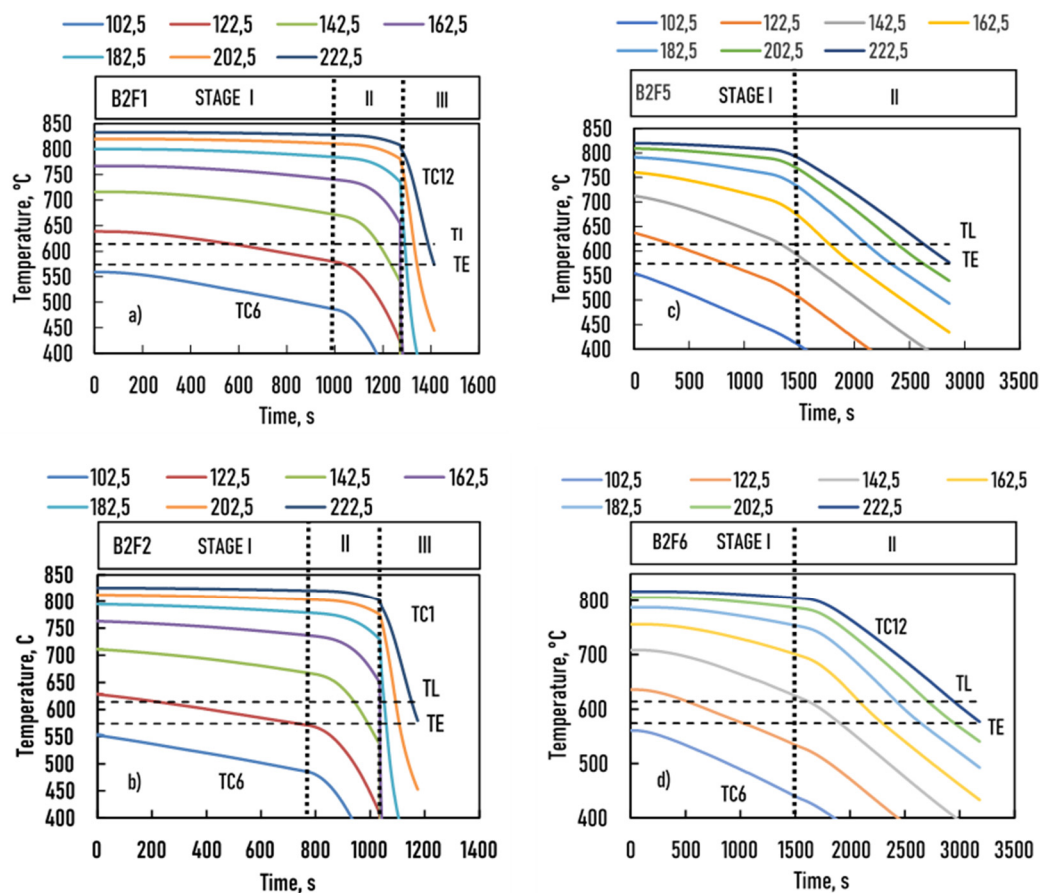 102,5 122,5 142,5 162,5
182,5 202,5 222,5
B2F1 STAGE I II III
850
800
750
700
650
600
550
500
450
400
Temperature, °C
TC12
TI
TE
a)
TC6
0 200 400 600 800 1000 1200 1400 1600
Time, s
102,5 122,5 142,5 162,5
182,5 202,5 222,5
B2F5 STAGE I II
850
800
750
700
650
600
550
500
450
400
Temperature, °C
TL
TE
c)
0 500 1000 1500 2000 2500 3000 3500
Time, s
102,5 122,5 142,5 162,5
182,5 202,5 222,5
B2F2 STAGE I II III
850
800
750
700
650
600
550
500
450
400
Temperature, C
TC1
TL
TE
b)
TC6
0 200 400 600 800 1000 1200 1400
Time, s
102,5 122,5 142,5 162,5
182,5 202,5 222,5
B2F6 STAGE I II
800
700
600
500
400
Temperature, °C
TC12
TL
TE
d)
TC6
0 500 1000 1500 2000 2500 3000 3500
Time, s